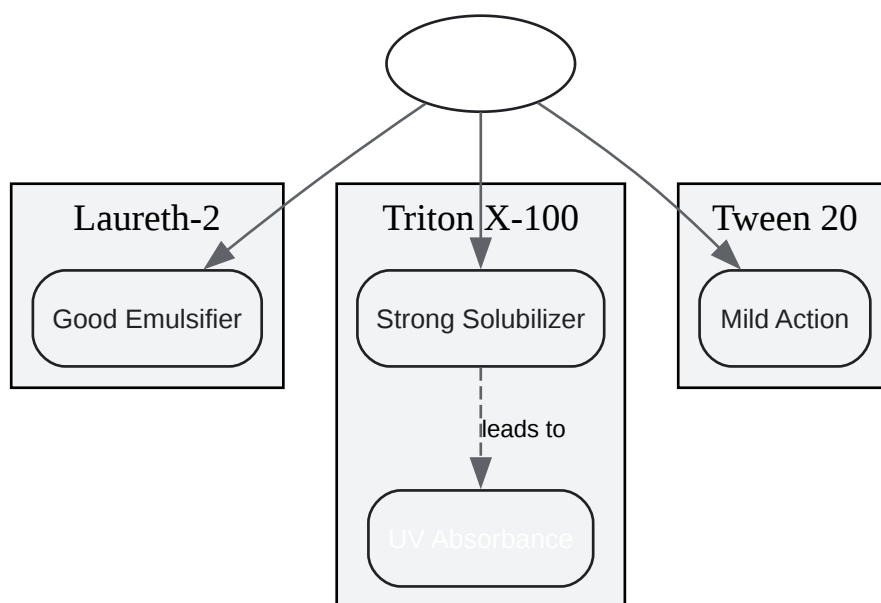 Laureth-2
Triton X-100
Tween 20
Good Emulsifier
Strong Solubilizer
Mild Action
leads to
UV Absorbance